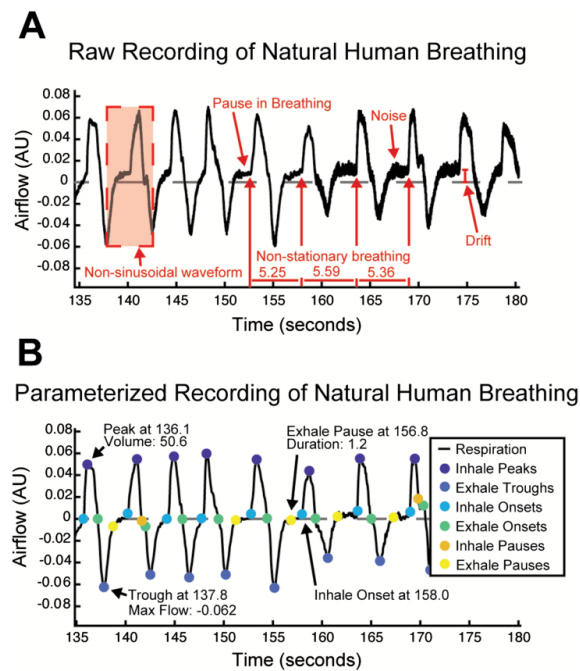 A
Raw Recording of Natural Human Breathing
0.08
0.06
0.04
0.02
0
-0.02
-0.04
-0.06
-0.08
Airflow (AU)
Pause in Breathing
Noise
Drift
Non-stationary breathing
Non-sinusoidal waveform
5.25 5.59 5.36
135 140 145 150 155 160 165 170 175 180
Time (seconds)
B
Parameterized Recording of Natural Human Breathing
0.08
0.06
0.04
0.02
0
-0.02
-0.04
-0.06
-0.08
Airflow (AU)
Peak at 136.1
Volume: 50.6
Exhale Pause at 156.8
Duration: 1.2
Respiration
Inhale Peaks
Exhale Troughs
Inhale Onsets
Exhale Onsets
Inhale Pauses
Exhale Pauses
Trough at 137.8
Max Flow: -0.062
Inhale Onset at 158.0
135 140 145 150 155 160 165 170 175 180
Time (seconds)